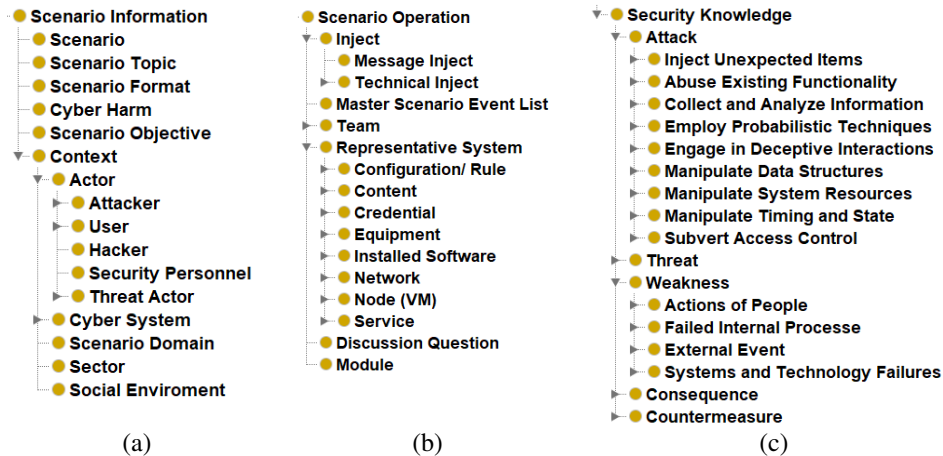 Scenario Information
Scenario
Scenario Topic
Scenario Format
Cyber Harm
Scenario Objective
Context
Actor
Attacker
User
Hacker
Security Personnel
Threat Actor
Cyber System
Scenario Domain
Sector
Social Enviroment
(a)
Scenario Operation
Inject
Message Inject
Technical Inject
Master Scenario Event List
Team
Representative System
Configuration/ Rule
Content
Credential
Equipment
Installed Software
Network
Node (VM)
Service
Discussion Question
Module
(b)
Security Knowledge
Attack
Inject Unexpected Items
Abuse Existing Functionality
Collect and Analyze Information
Employ Probabilistic Techniques
Engage in Deceptive Interactions
Manipulate Data Structures
Manipulate System Resources
Manipulate Timing and State
Subvert Access Control
Threat
Weakness
Actions of People
Failed Internal Processe
External Event
Systems and Technology Failures
Consequence
Countermeasure
(c)